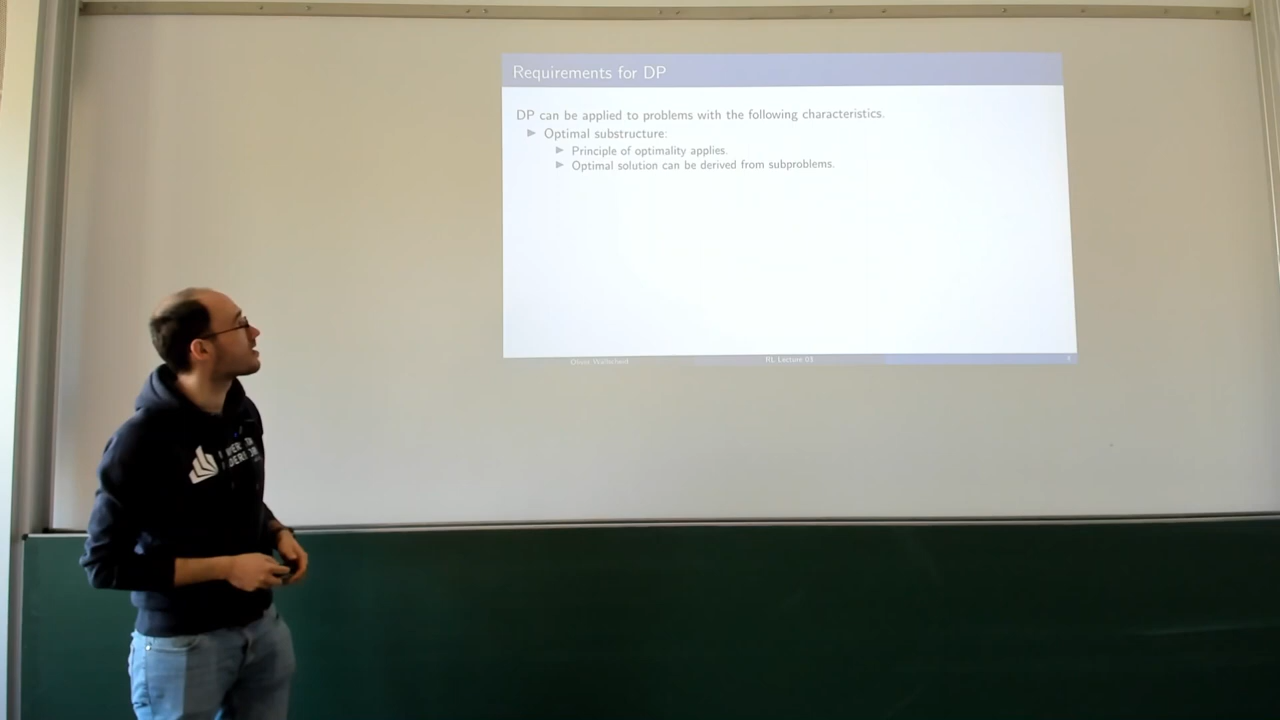 Requirements for DP
DP can be applied to problems with the following characteristics.
▶ Optimal substructure:
▶ Principle of optimality applies.
▶ Optimal solution can be derived from subproblems.
RL Lecture 03